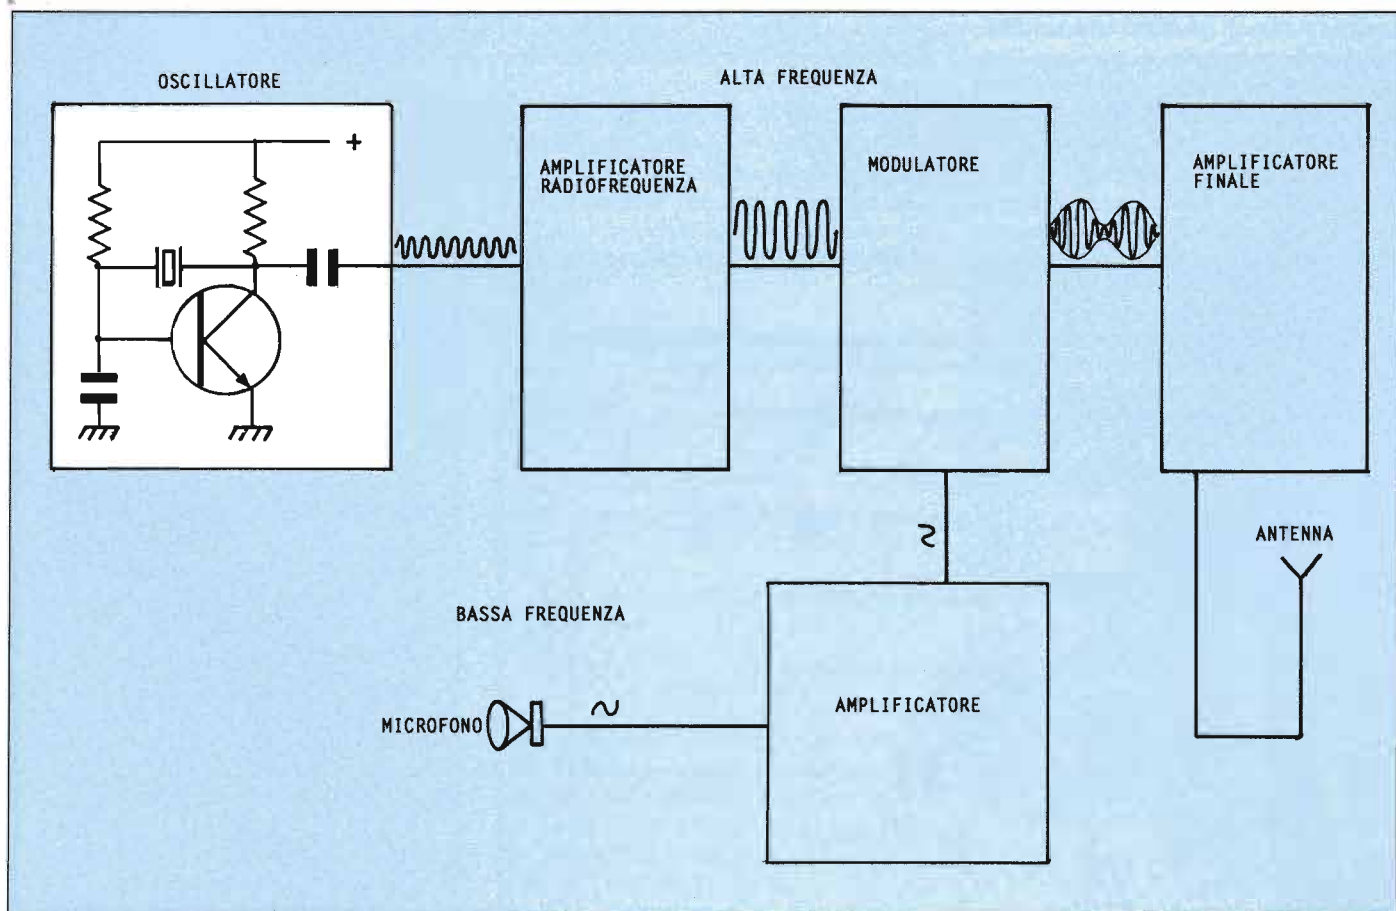 OSCILLATORE
ALTA FREQUENZA
+
AMPLIFICATORE
RADIOFREQUENZA
MODULATORE
AMPLIFICATORE
FINALE
ANTENNA
BASSA FREQUENZA
MICROFONO
AMPLIFICATORE